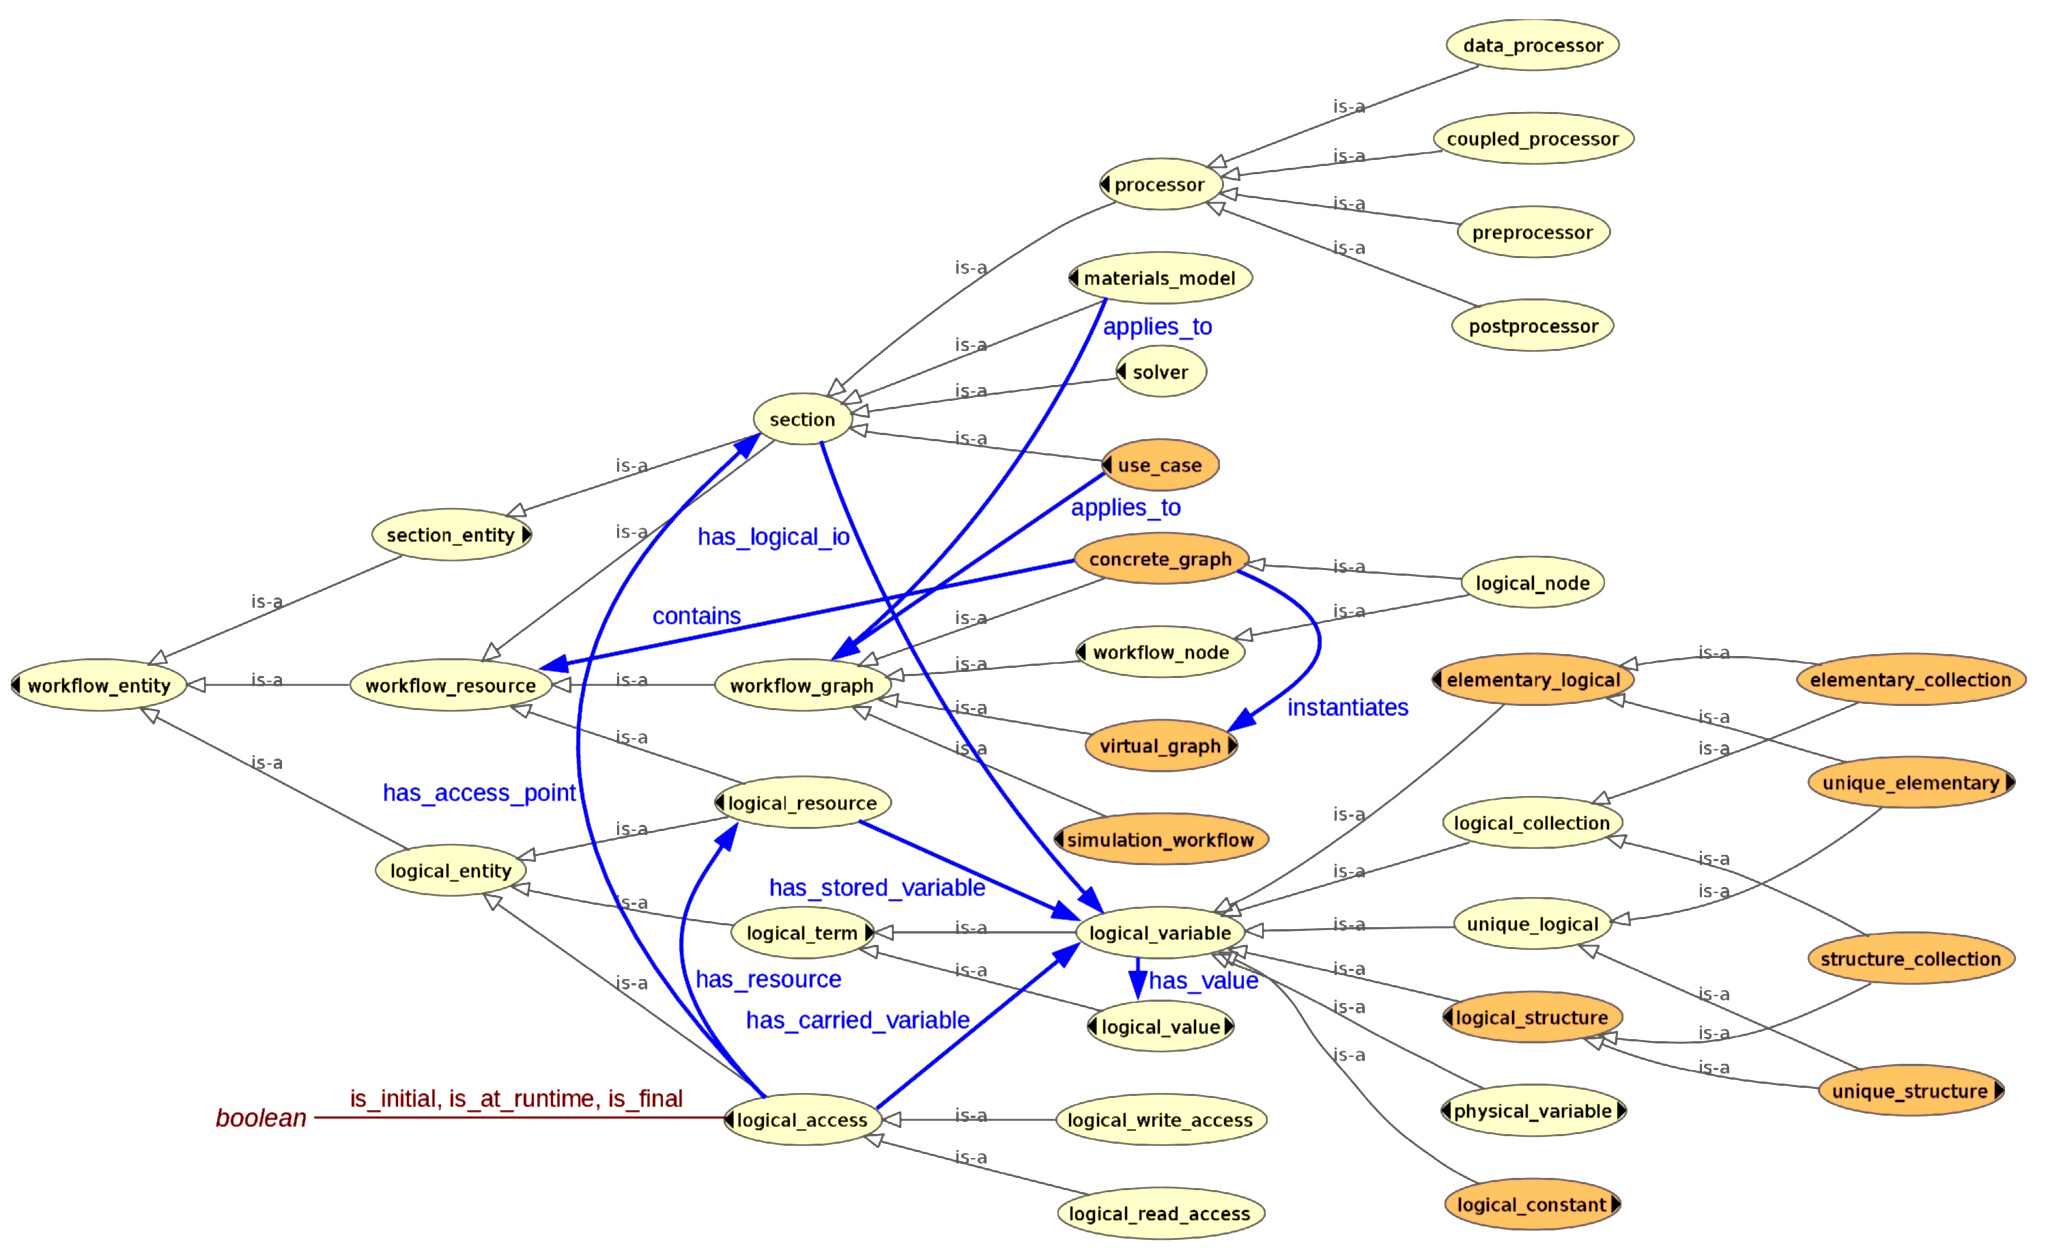 data_processor
is-a
coupled_processor
is-a
processor
is-a
preprocessor
is-a
is-a
materials_model
applies_to
postprocessor
is-a
solver
is-a
section
is-a
use_case
is-a
section_entity
has_logical_io
applies_to
is-a
concrete_graph
is-a
logical_node
is-a
is-a
contains
is-a
workflow_node
is-a
workflow_entity
is-a
workflow_resource
is-a
workflow_graph
is-a
elementary_logical
is-a
elementary_collection
is-a
instantiates
is-a
is-a
virtual_graph
is-a
is-a
is-a
unique_elementary
has_access_point
logical_resource
is-a
is-a
simulation_workflow
logical_collection
is-a
logical_entity
has_stored_variable
is-a
is-a
is-a
logical_term
is-a
logical_variable
is-a
unique_logical
structure_collection
is-a
has_resource
is-a
has_value
is-a
is-a
has_carried_variable
logical_value
is-a
logical_structure
is-a
is-a
is-a
unique_structure
boolean
is_initial, is_at_runtime, is_final
logical_access
is-a
logical_write_access
physical_variable
is-a
logical_read_access
logical_constant